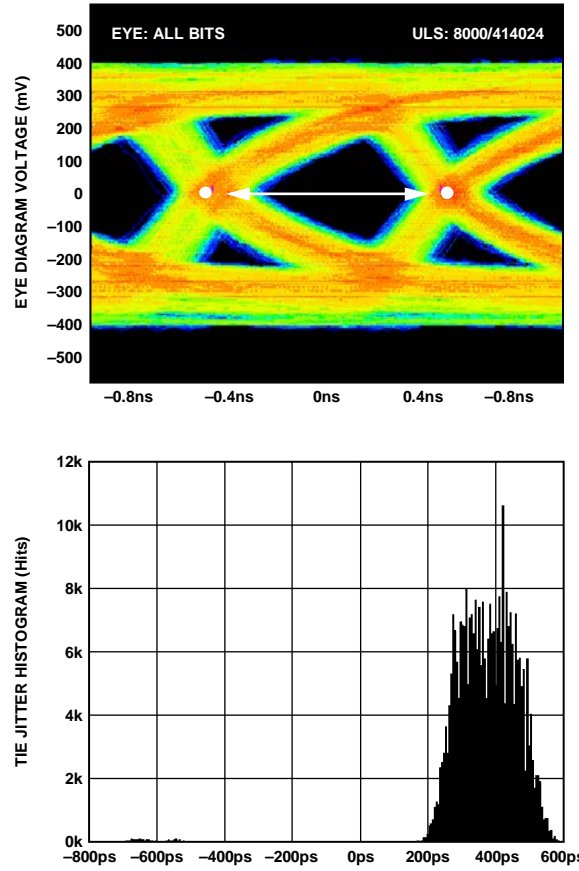 EYE: ALL BITS
ULS: 8000/414024
EYE DIAGRAM VOLTAGE (mV)
500
400
300
200
100
0
–100
–200
–300
–400
–500
–0.8ns
–0.4ns
0ns
0.4ns
–0.8ns
TIE JITTER HISTOGRAM (Hits)
12k
10k
8k
6k
4k
2k
0k
–800ps
–600ps
–400ps
–200ps
0ps
200ps
400ps
600ps